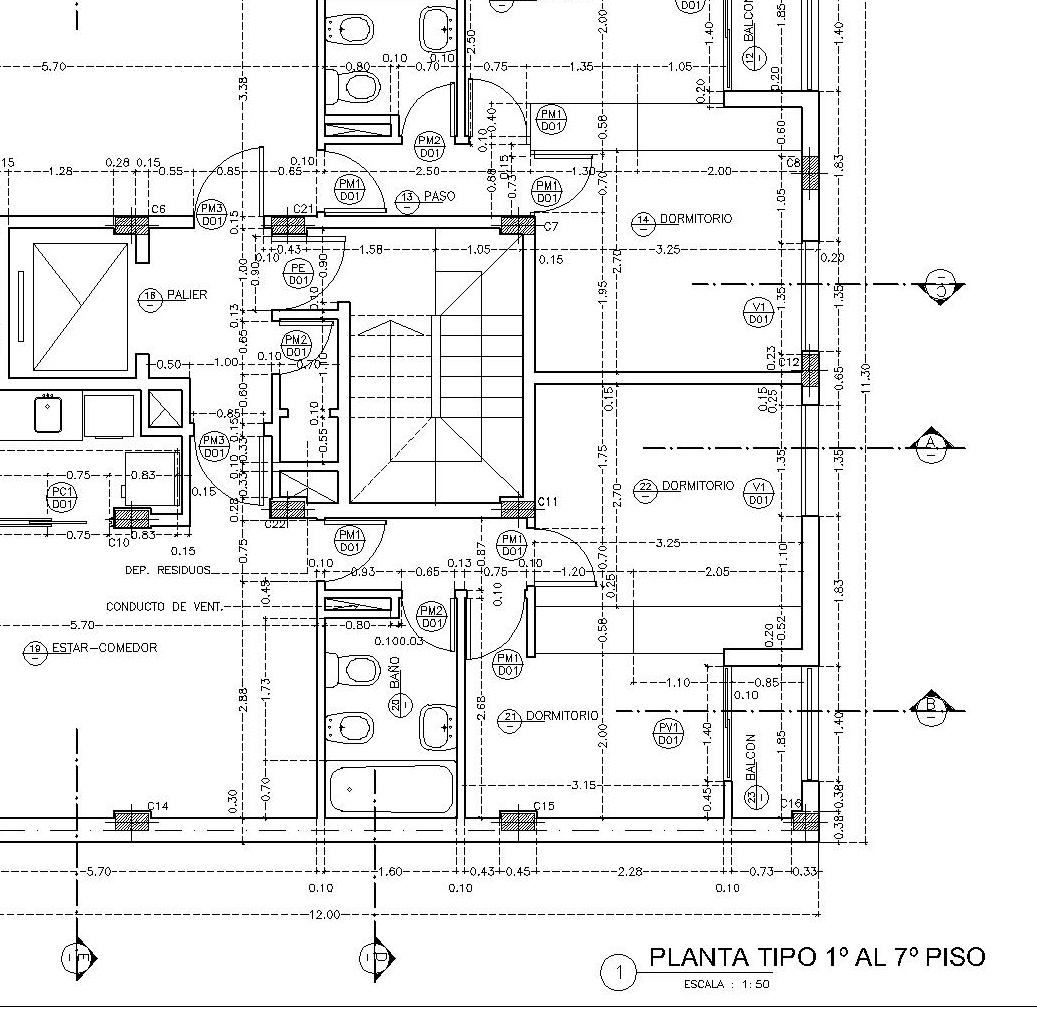 2.00
D01
1.40
12 BALCON
1.85
1.40
2.50
5.70
0.80
0.10
0.70
0.10
0.75
1.35
1.05
0.20
0.20
3.38
PM1
D01
0.40
0.10
0.58
0.60
PM2
D01
15
1.28
0.28
0.15
0.55
0.85
0.65
0.10
2.50
0.15
0.68
0.73
1.30
0.70
2.00
C8
1.83
PM1
D01
PM1
D01
13 PASO
1.05
C6
PM3
D01
0.15
C21
C7
14 DORMITORIO
0.10
0.43
1.58
1.05
0.15
2.70
3.25
0.20
PE
D01
0.90
1.00
0.90
0.10
C
18 PALIER
1.95
1.35
1.35
V1
D01
0.13
0.65
PM2
D01
0.10
0.70
0.50
1.00
0.23
C12
0.65
11.30
0.60
0.85
0.10
0.15
0.25
PM3
D01
0.15
0.33
0.55
A
0.75
0.83
0.10
0.33
1.75
1.35
1.35
PC1
D01
0.15
0.28
2.70
22 DORMITORIO
V1
D01
C11
C22
0.75
0.83
C10
0.15
0.75
PM1
D01
PM1
D01
0.87
3.25
1.10
DEP. RESIDUOS
0.10
0.93
0.65
0.13
0.75
0.10
1.20
0.70
0.25
2.05
0.45
0.10
1.83
CONDUCTO DE VENT.
5.70
0.80
PM2
D01
0.58
0.20
0.52
19 ESTAR-COMEDOR
0.10
0.03
PM1
D01
20 BAÑO
2.88
1.73
2.68
1.10
0.85
0.10
B
21 DORMITORIO
PV1
D01
2.00
1.40
1.85
1.40
23 BALCON
3.15
0.30
0.70
0.45
0.38
C14
C15
C16
0.38
5.70
1.60
0.43
0.45
2.28
0.73
0.33
0.10
0.10
0.10
12.00
E
D
1
PLANTA TIPO 1º AL 7º PISO
ESCALA : 1:50